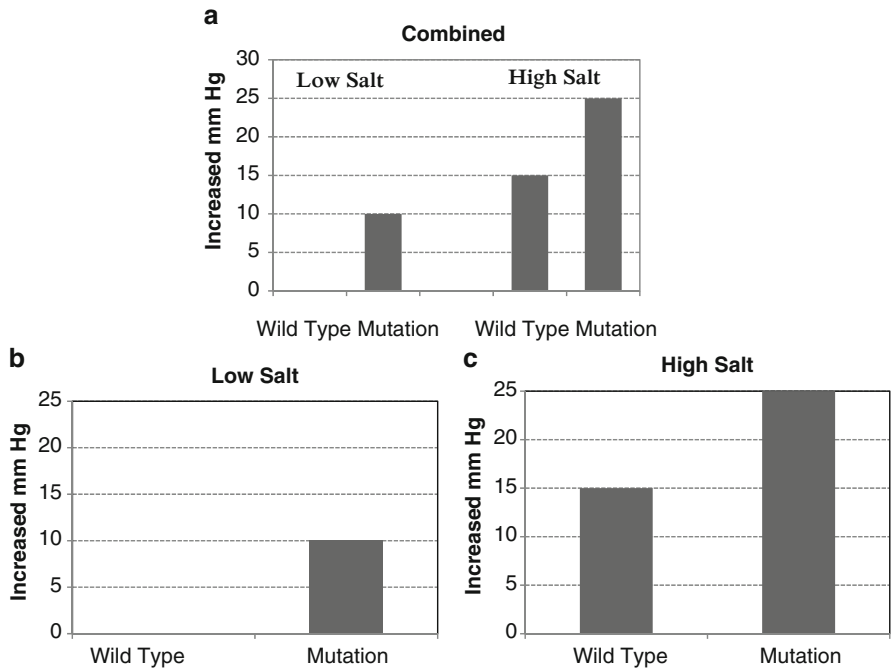 a
Combined
Increased mm Hg
30
25
20
15
10
5
0
Low Salt
High Salt
Wild Type Mutation
Wild Type Mutation
b
Low Salt
Increased mm Hg
25
20
15
10
5
0
Wild Type
Mutation
c
High Salt
Increased mm Hg
25
20
15
10
5
0
Wild Type
Mutation